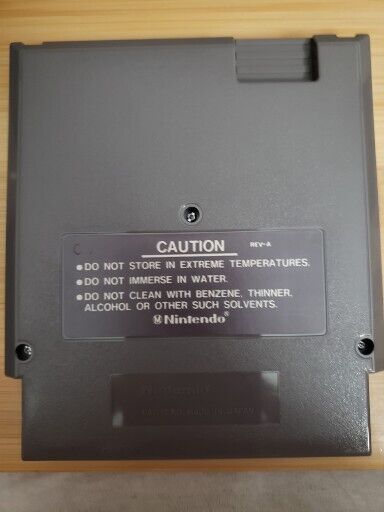 CAUTION REV-A
•DO NOT STORE IN EXTREME TEMPERATURES.
•DO NOT IMMERSE IN WATER.
•DO NOT CLEAN WITH BENZENE, THINNER,
ALCOHOL OR OTHER SUCH SOLVENTS.
Nintendo®
Nintendo